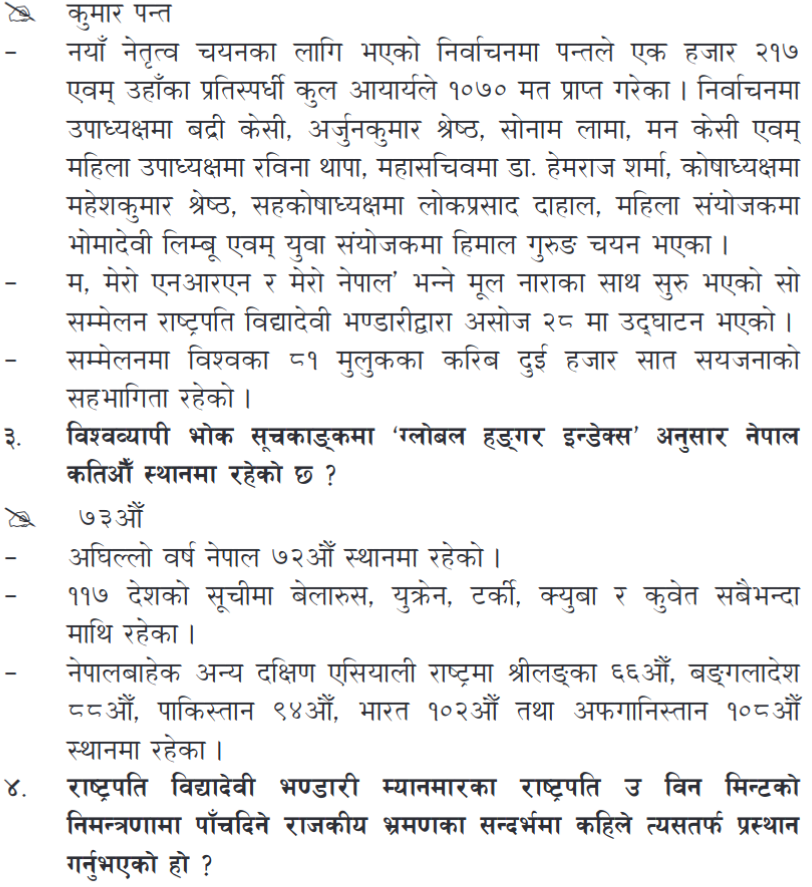 कुमार पन्त
– नयाँ नेतृत्व चयनका लागि भएको निर्वाचनमा पन्तले एक हजार २१७
एवम् उहाँका प्रतिस्पर्धी कुल आयार्यले १०७० मत प्राप्त गरेका । निर्वाचनमा
उपाध्यक्षमा बद्री केसी, अर्जुनकुमार श्रेष्ठ, सोनाम लामा, मन केसी एवम्
महिला उपाध्यक्षमा रविना थापा, महासचिवमा डा. हेमराज शर्मा, कोषाध्यक्षमा
महेशकुमार श्रेष्ठ, सहकोषाध्यक्षमा लोकप्रसाद दाहाल, महिला संयोजकमा
भोमादेवी लिम्बू एवम् युवा संयोजकमा हिमाल गुरुङ चयन भएका ।
– म, मेरो एनआरएन र मेरो नेपाल’ भन्ने मूल नाराका साथ सुरु भएको सो
सम्मेलन राष्ट्रपति विद्यादेवी भण्डारीद्वारा असोज २८ मा उद्घाटन भएको ।
– सम्मेलनमा विश्वका ८१ मुलुकका करिब दुई हजार सात सयजनाको
सहभागिता रहेको ।
३. विश्वव्यापी भोक सूचकाङ्कमा ‘ग्लोबल हङ्गर इन्डेक्स’ अनुसार नेपाल
कतिऔँ स्थानमा रहेको छ ?
७३औँ
– अघिल्लो वर्ष नेपाल ७२औँ स्थानमा रहेको ।
– ११७ देशको सूचीमा बेलारुस, युक्रेन, टर्की, क्युबा र कुवेत सबैभन्दा
माथि रहेका ।
– नेपालबाहेक अन्य दक्षिण एसियाली राष्ट्रमा श्रीलङ्का ६६औँ, बङ्गलादेश
८८औँ, पाकिस्तान ९४औँ, भारत १०२औँ तथा अफगानिस्तान १०८औँ
स्थानमा रहेका ।
४. राष्ट्रपति विद्यादेवी भण्डारी म्यानमारका राष्ट्रपति उ विन मिन्टको
निमन्त्रणामा पाँचदिने राजकीय भ्रमणका सन्दर्भमा कहिले त्यसतर्फ प्रस्थान
गर्नुभएको हो ?